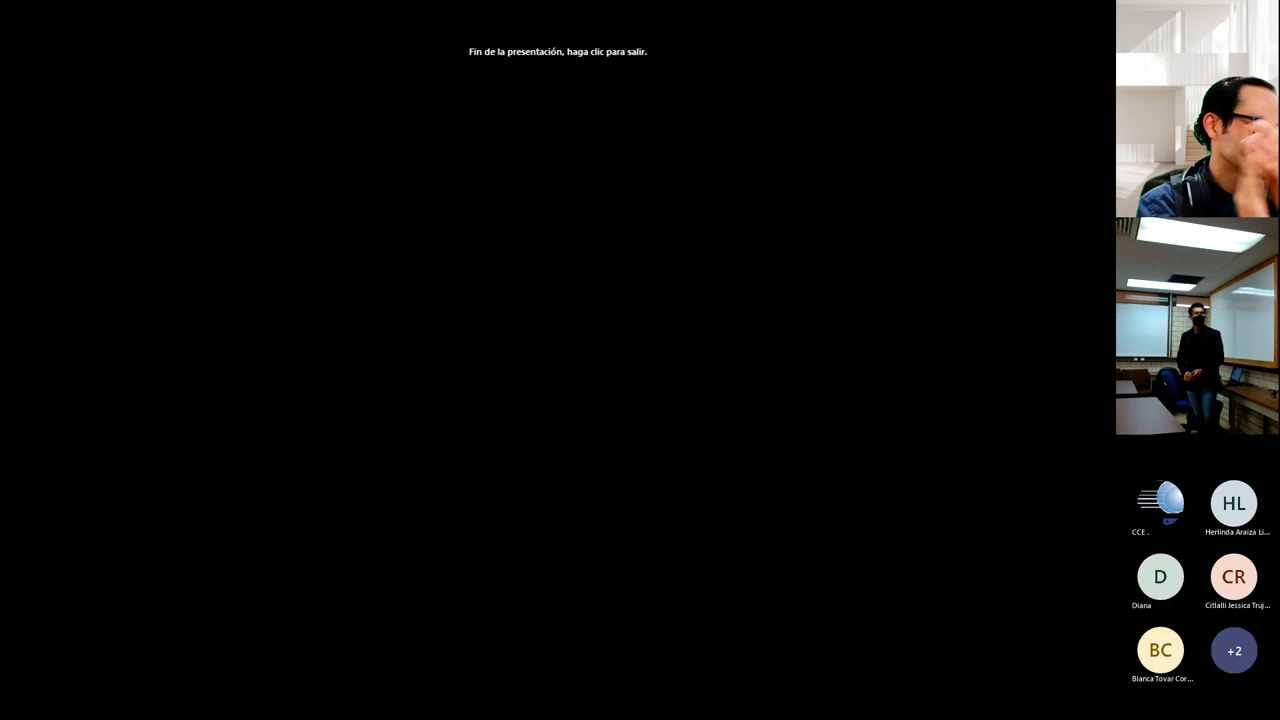 Fin de la presentación, haga clic para salir.
CCE .
HL
Herlinda Araiza Li...
D
Diana
CR
Citlalli Jessica Truj...
BC
Blanca Tovar Cor...
+2